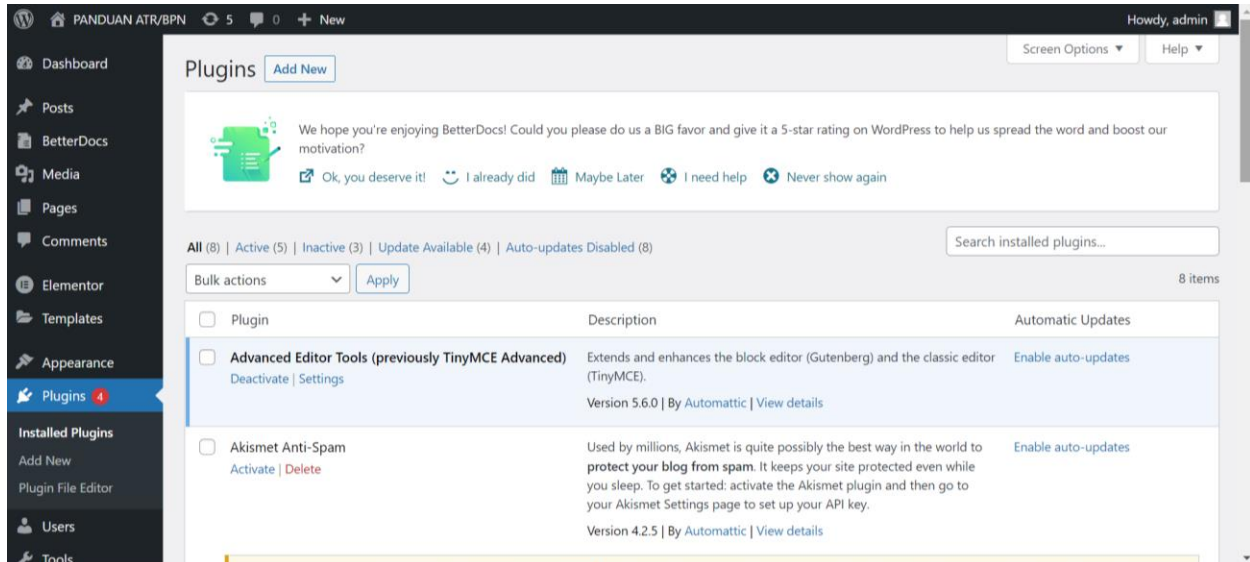 PANDUAN ATR/BPN 5 0 + New Howdy, admin
Screen Options ▼ Help ▼
Dashboard
Posts
BetterDocs
Media
Pages
Comments
Elementor
Templates
Appearance
Plugins 4
Installed Plugins
Add New
Plugin File Editor
Users
Tools
Plugins Add New
We hope you're enjoying BetterDocs! Could you please do us a BIG favor and give it a 5-star rating on WordPress to help us spread the word and boost our
motivation?
Ok, you deserve it! I already did Maybe Later I need help Never show again
All (8) | Active (5) | Inactive (3) | Update Available (4) | Auto-updates Disabled (8)
Search installed plugins...
Bulk actions Apply
8 items
Plugin Description Automatic Updates
Advanced Editor Tools (previously TinyMCE Advanced)
Deactivate | Settings
Extends and enhances the block editor (Gutenberg) and the classic editor
(TinyMCE).
Version 5.6.0 | By Automattic | View details
Enable auto-updates
Akismet Anti-Spam
Activate | Delete
Used by millions, Akismet is quite possibly the best way in the world to
protect your blog from spam. It keeps your site protected even while
you sleep. To get started: activate the Akismet plugin and then go to
your Akismet Settings page to set up your API key.
Version 4.2.5 | By Automattic | View details
Enable auto-updates